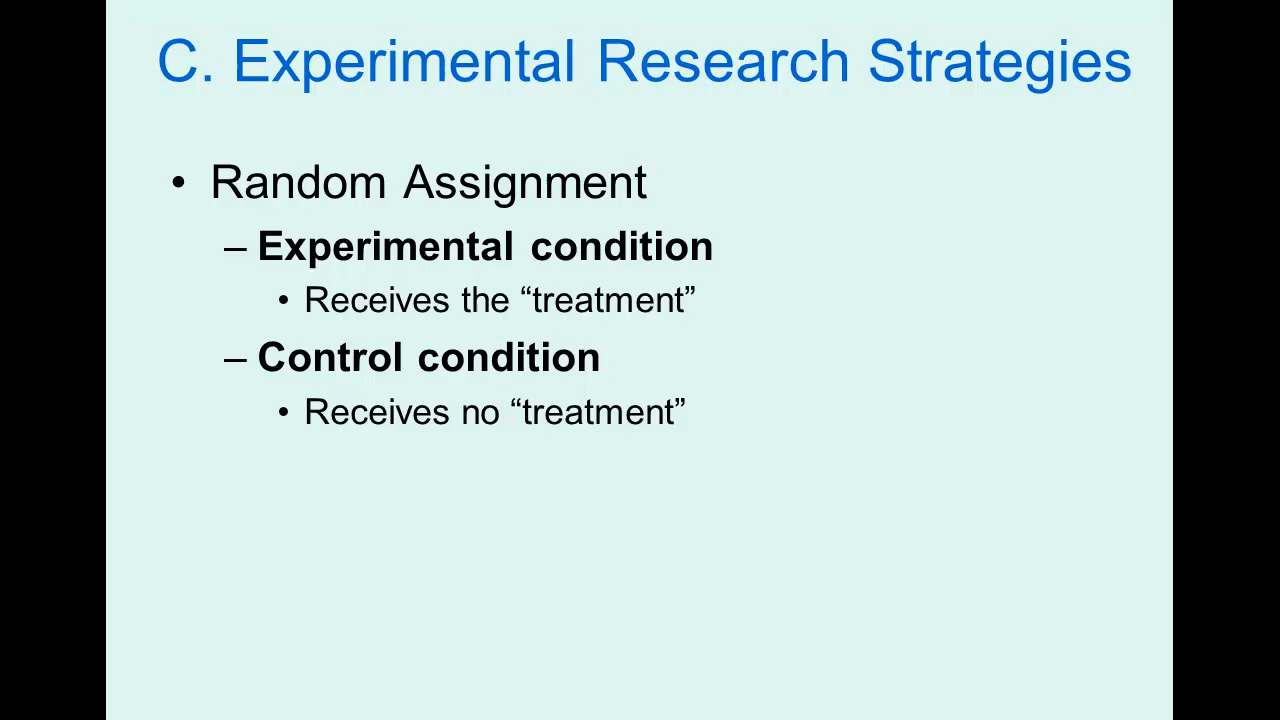 C. Experimental Research Strategies
• Random Assignment
– Experimental condition
• Receives the “treatment”
– Control condition
• Receives no “treatment”